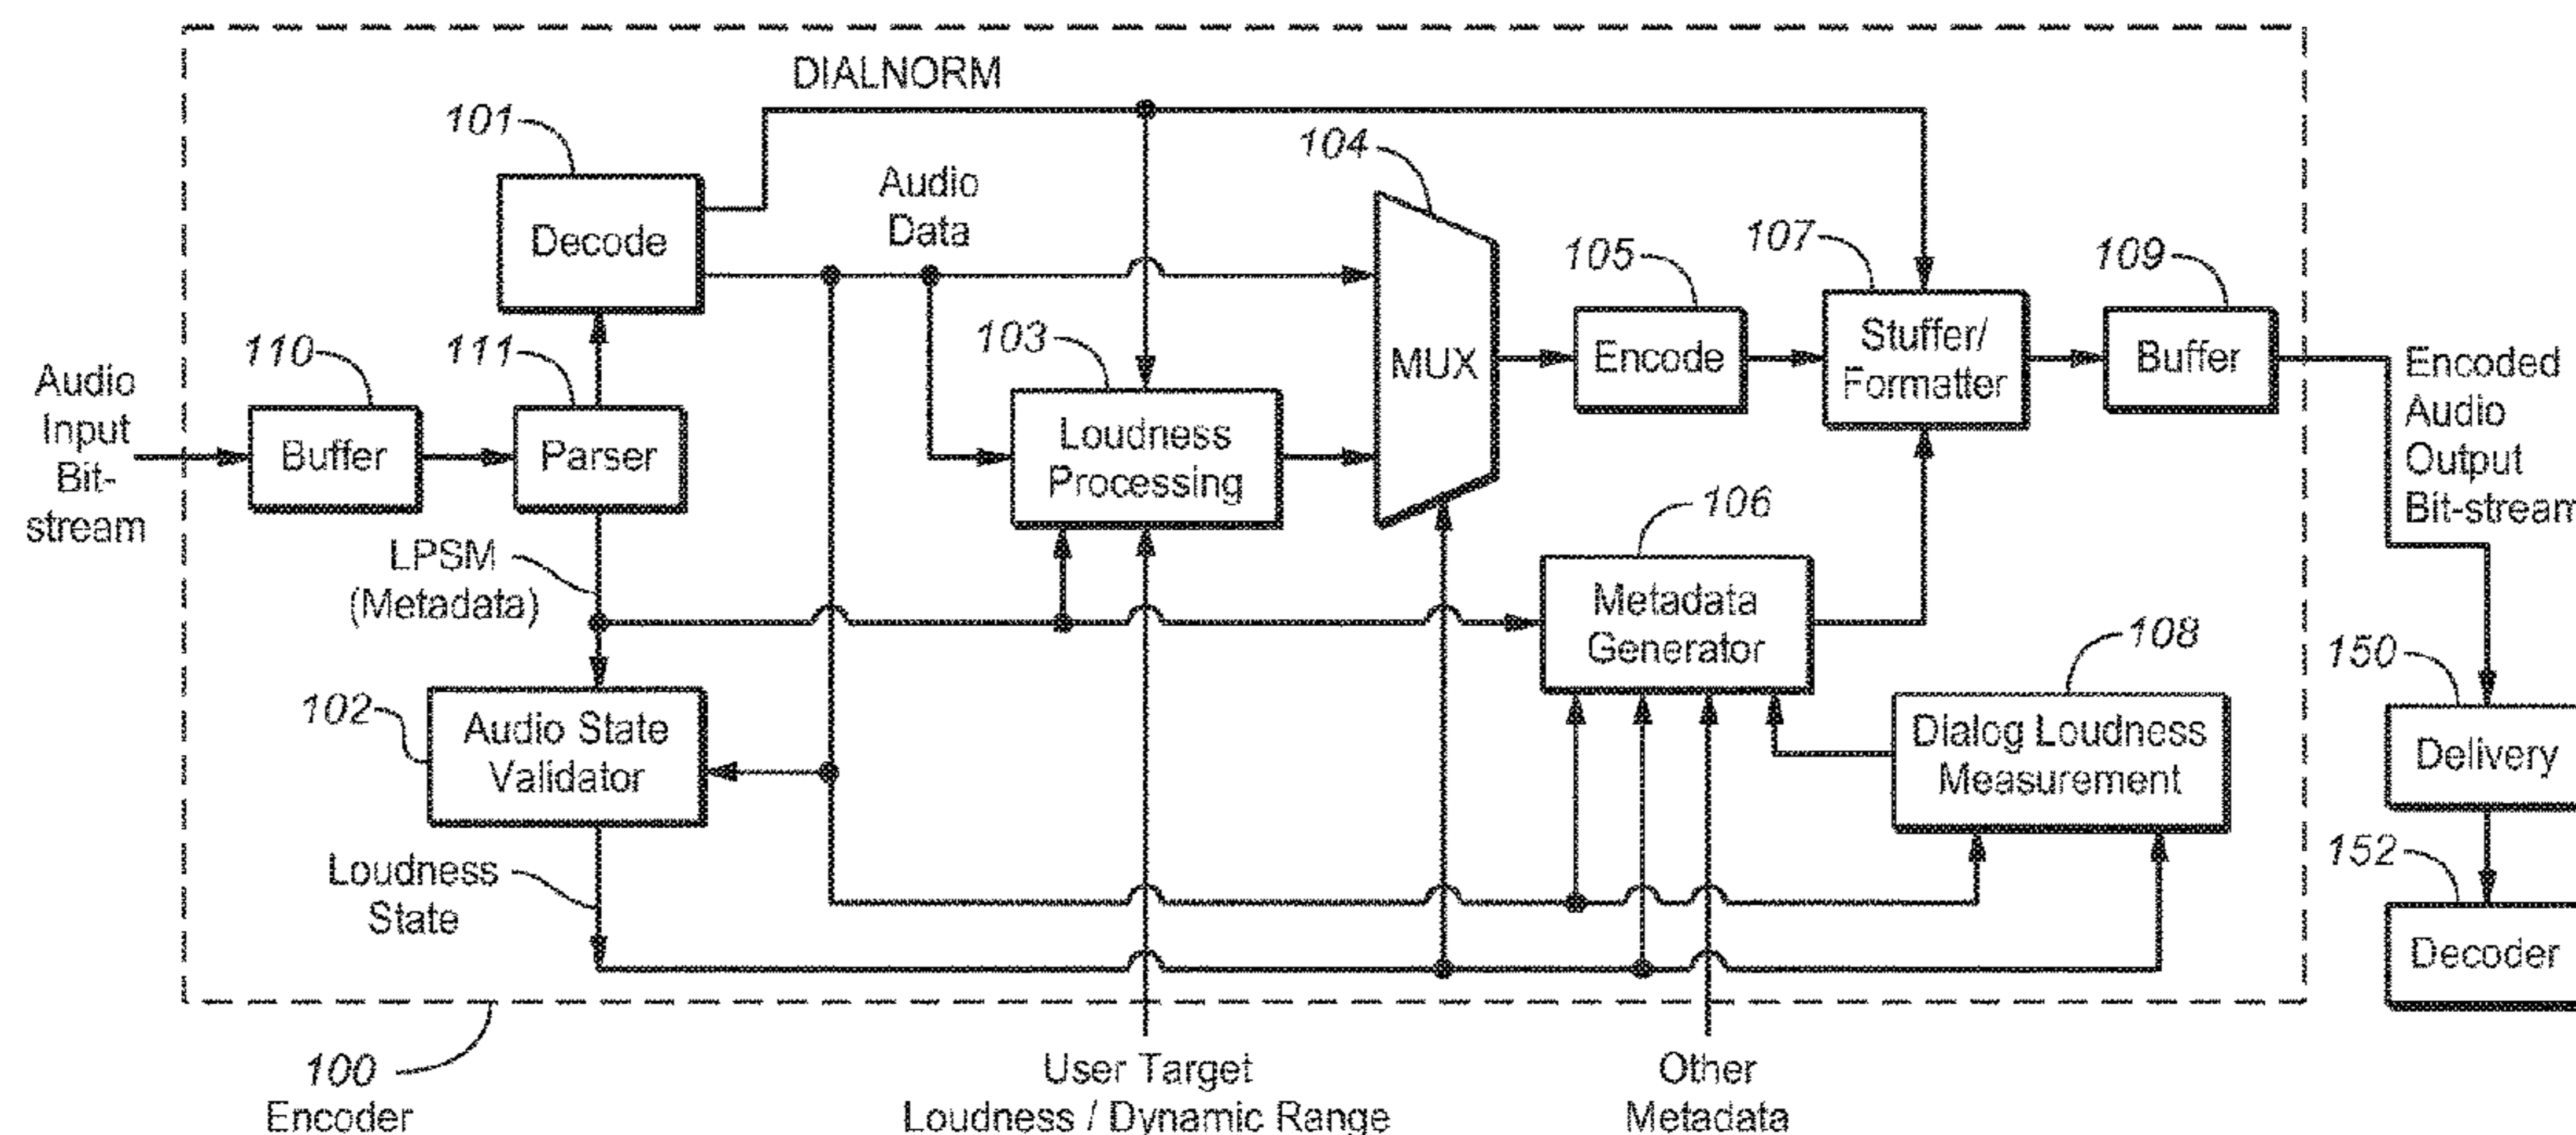 DIALNORM
101
Decode
Audio
Data
104
MUX
105
Encode
107
Stuffer/
Formatter
109
Buffer
Encoded
Audio
Output
Bit-stream
Audio
Input
Bit-
stream
110
Buffer
111
Parser
103
Loudness
Processing
LPSM
(Metadata)
106
Metadata
Generator
108
Dialog Loudness
Measurement
150
Delivery
152
Decoder
102
Audio State
Validator
Loudness
State
100
Encoder
User Target
Loudness / Dynamic Range
Other
Metadata